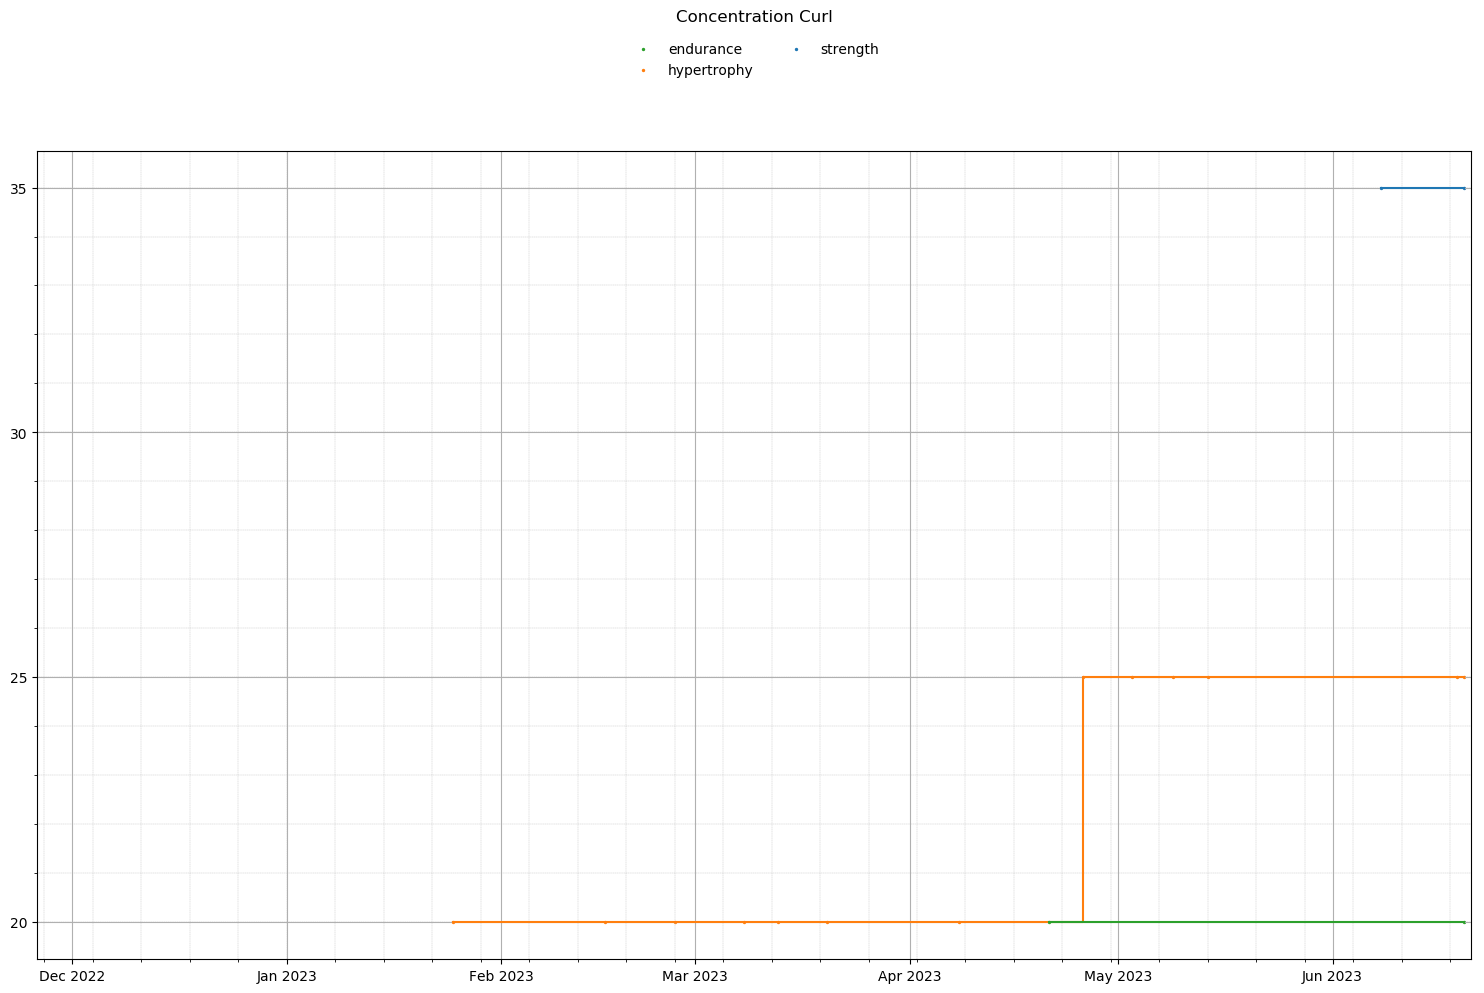 Concentration Curl
endurance strength
hypertrophy
35
30
25
20
Dec 2022 Jan 2023 Feb 2023 Mar 2023 Apr 2023 May 2023 Jun 2023